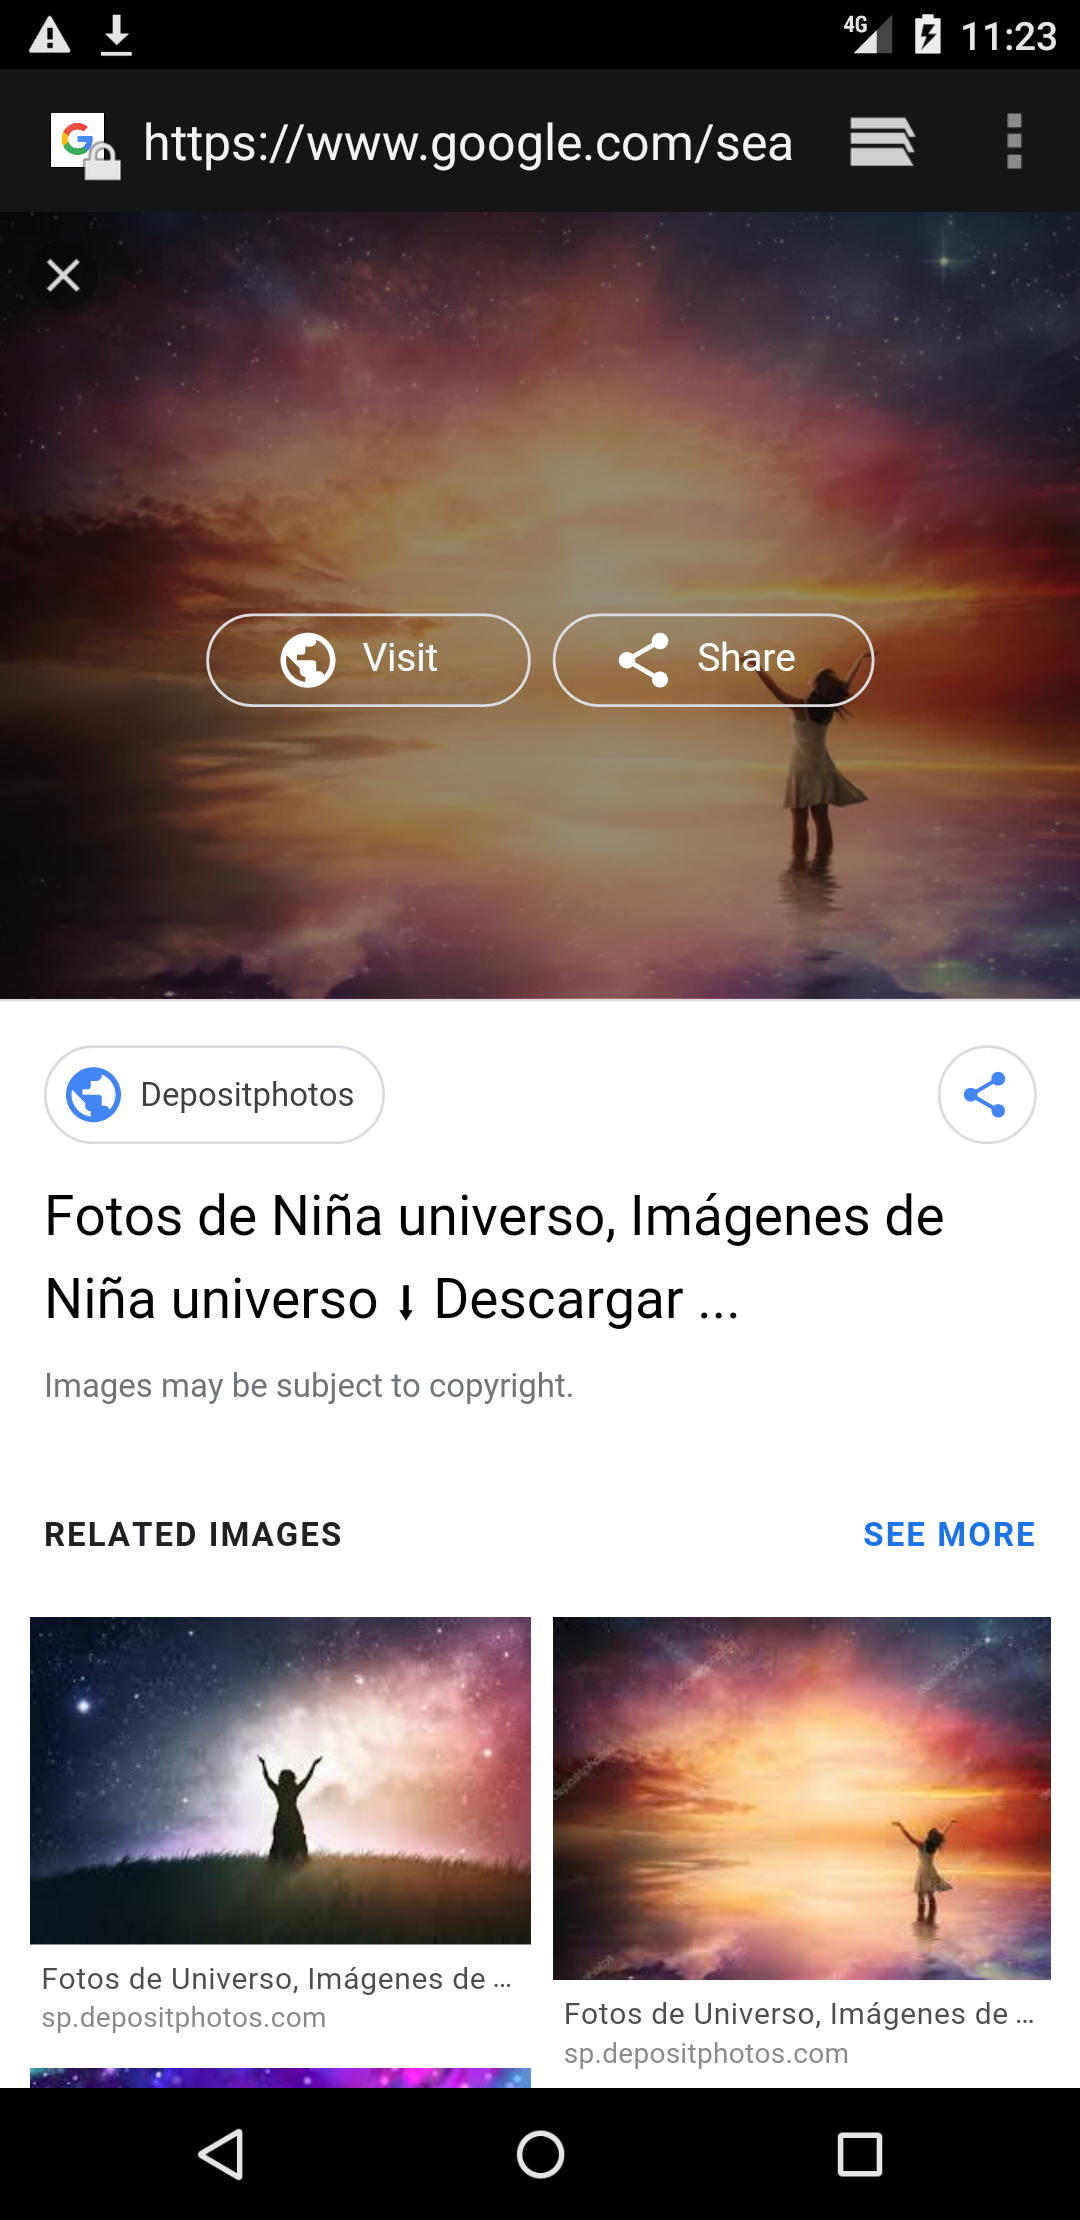 4G 11:23
https://www.google.com/sea
Visit
Share
Depositphotos
Fotos de Niña universo, Imágenes de
Niña universo ⬇ Descargar ...
Images may be subject to copyright.
RELATED IMAGES
SEE MORE
Fotos de Universo, Imágenes de ...
sp.depositphotos.com
Fotos de Universo, Imágenes de ...
sp.depositphotos.com